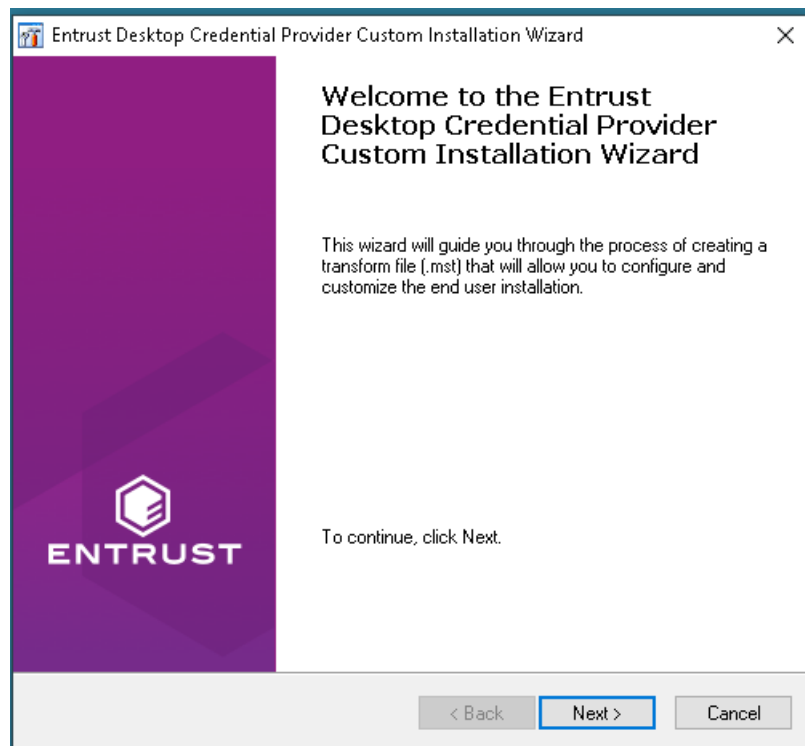 Entrust Desktop Credential Provider Custom Installation Wizard
Welcome to the Entrust
Desktop Credential Provider
Custom Installation Wizard
This wizard will guide you through the process of creating a
transform file (.mst) that will allow you to configure and
customize the end user installation.
ENTRUST
To continue, click Next.
< Back
Next >
Cancel